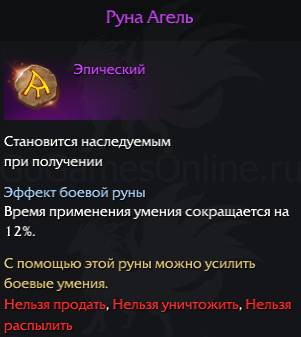 Руна Агель
Эпический
Становится наследуемым
при получении
Эффект боевой руны
Время применения умения сокращается на
12%.
С помощью этой руны можно усилить
боевые умения.
Нельзя продать, Нельзя уничтожить, Нельзя
распылить